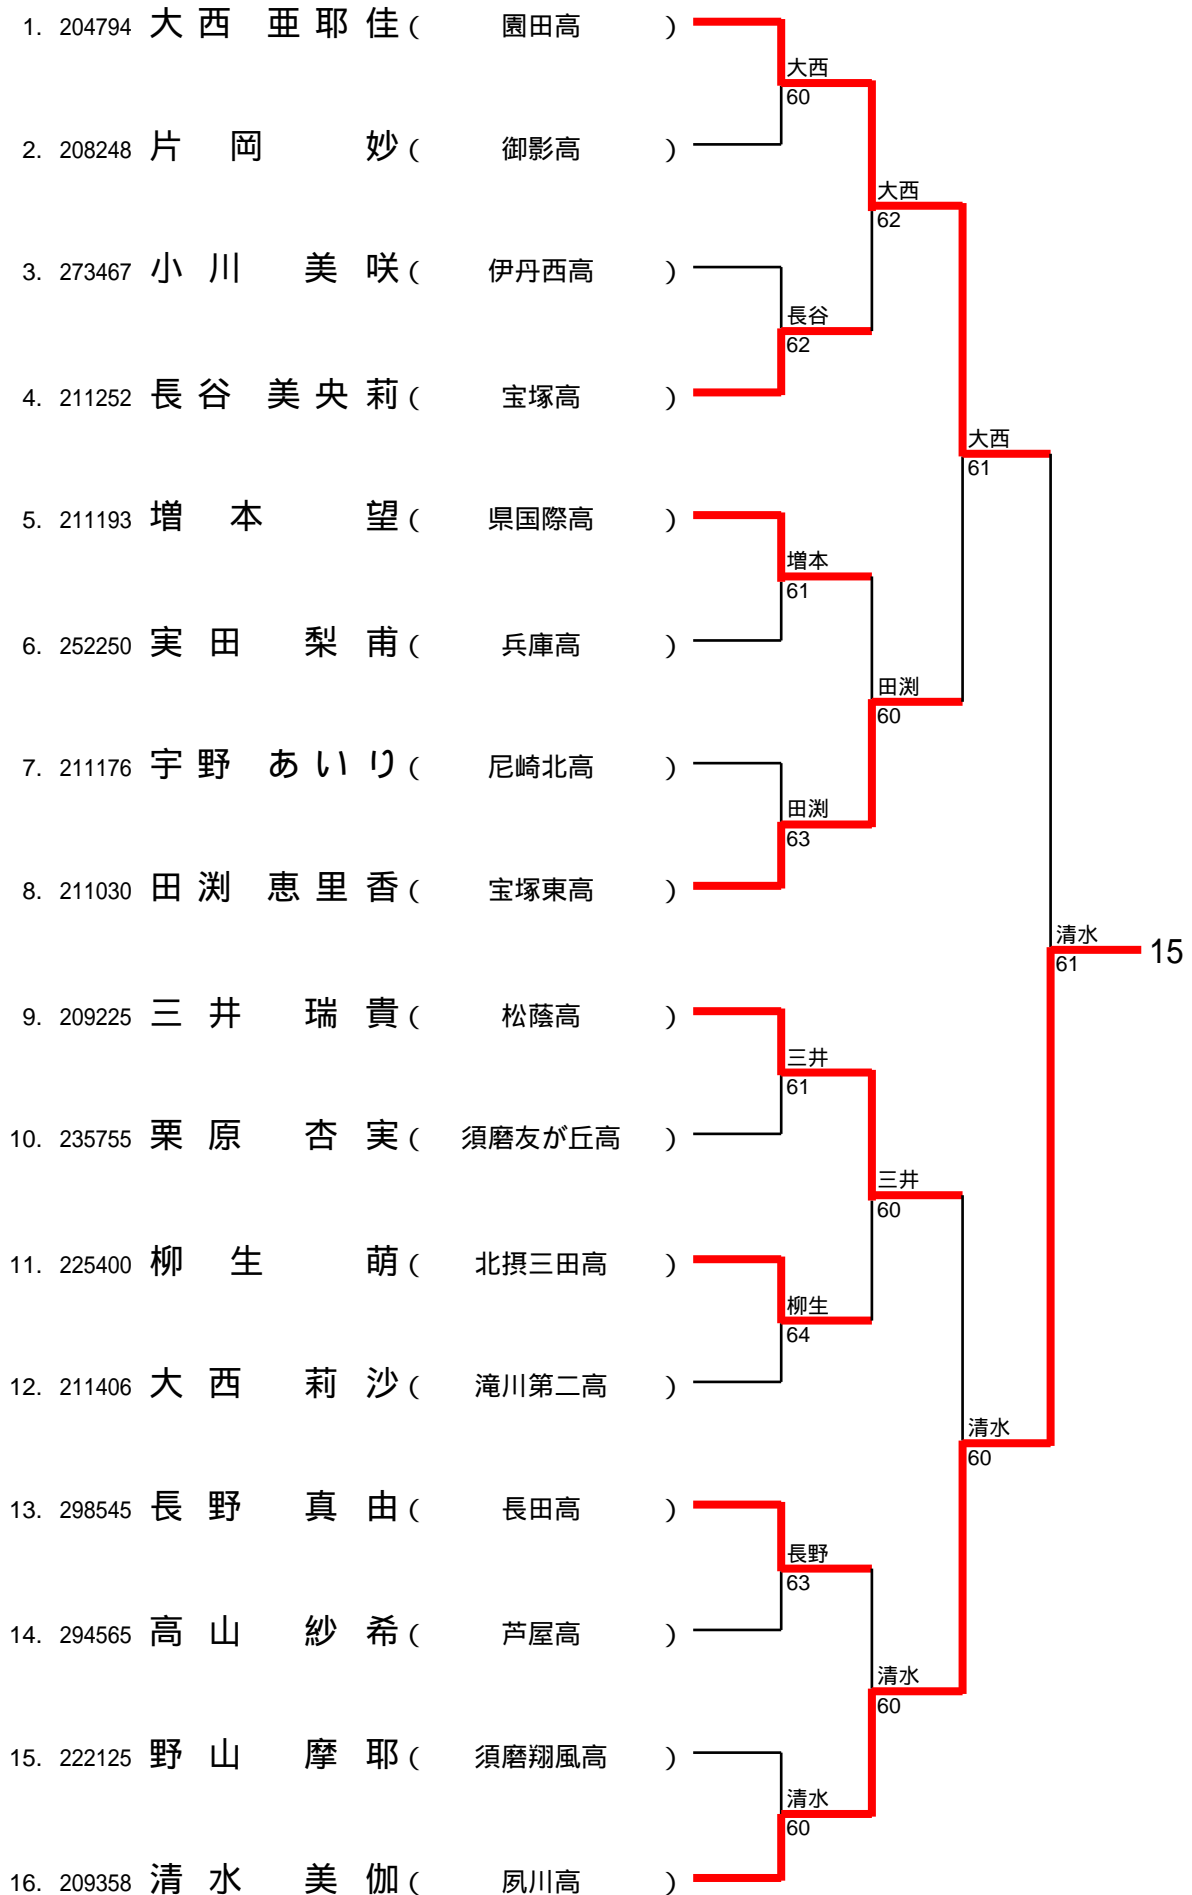 1. 204794 大西 亜耶佳 ( 園田高 )
大西
60
2. 208248 片岡 妙 ( 御影高 )
大西
62
3. 273467 小川 美咲 ( 伊丹西高 )
長谷
62
4. 211252 長谷 美央莉 ( 宝塚高 )
大西
61
5. 211193 増本 望 ( 県国際高 )
増本
61
6. 252250 実田 梨甫 ( 兵庫高 )
田渕
60
7. 211176 宇野 あいり ( 尼崎北高 )
田渕
63
8. 211030 田渕 恵里香 ( 宝塚東高 )
清水
61
15
9. 209225 三井 瑞貴 ( 松蔭高 )
三井
61
10. 235755 栗原 杏実 ( 須磨友が丘高 )
三井
60
11. 225400 柳生 萌 ( 北摂三田高 )
柳生
64
12. 211406 大西 莉沙 ( 滝川第二高 )
清水
60
13. 298545 長野 真由 ( 長田高 )
長野
63
14. 294565 高山 紗希 ( 芦屋高 )
清水
60
15. 222125 野山 摩耶 ( 須磨翔風高 )
清水
60
16. 209358 清水 美伽 ( 夙川高 )